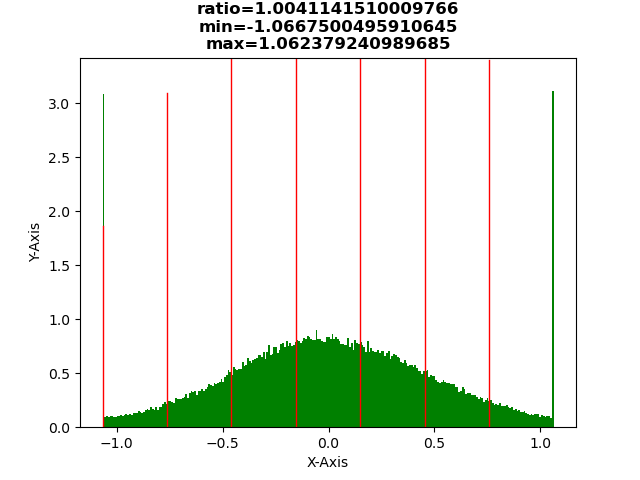 ratio=1.0041141510009766
min=-1.0667500495910645
max=1.062379240989685
3.0
2.5
2.0
1.5
1.0
0.5
0.0
Y-Axis
−1.0 −0.5 0.0 0.5 1.0
X-Axis